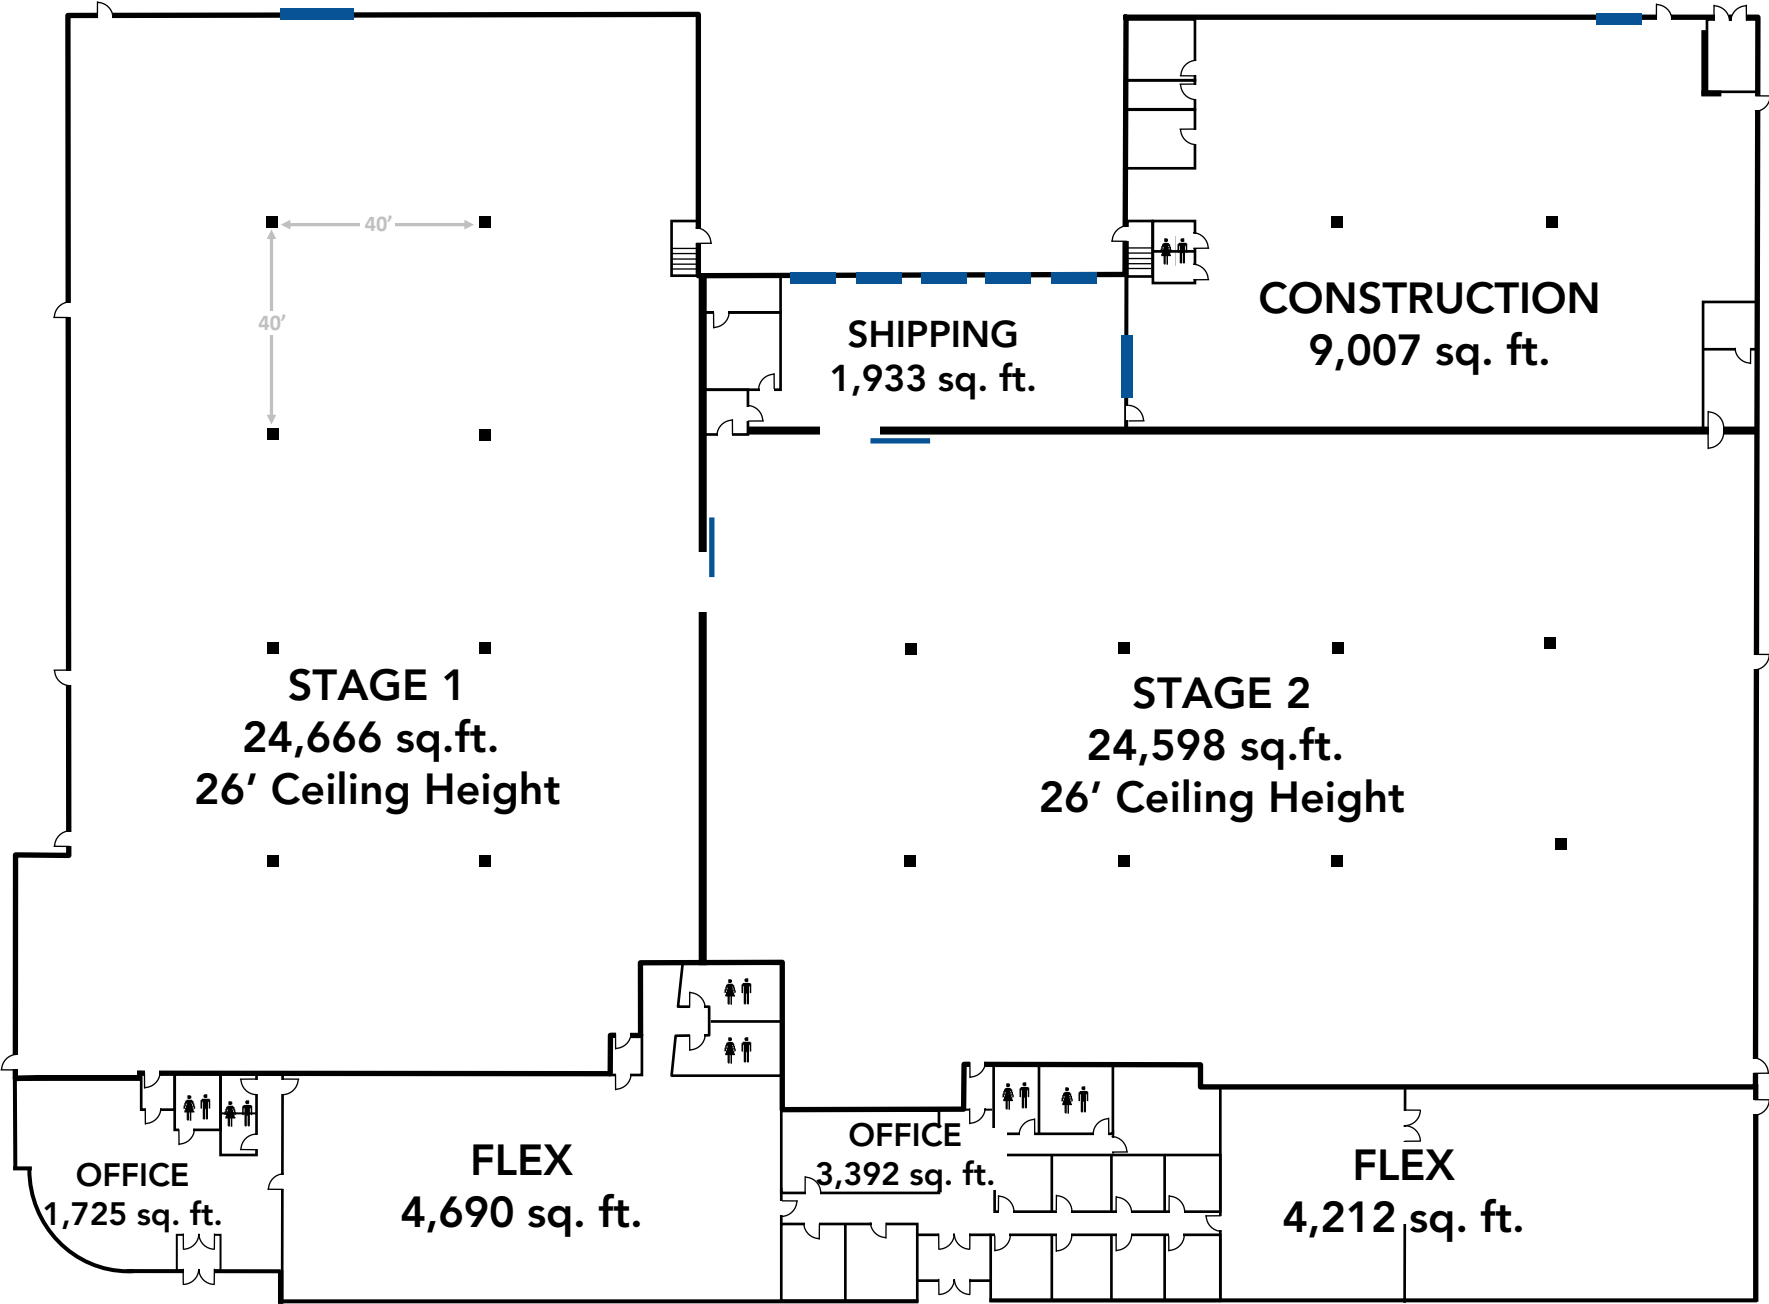 40’
40’
CONSTRUCTION
9,007 sq. ft.
SHIPPING
1,933 sq. ft.
STAGE 1
24,666 sq.ft.
26’ Ceiling Height
STAGE 2
24,598 sq.ft.
26’ Ceiling Height
OFFICE
1,725 sq. ft.
FLEX
4,690 sq. ft.
OFFICE
3,392 sq. ft.
FLEX
4,212 sq. ft.